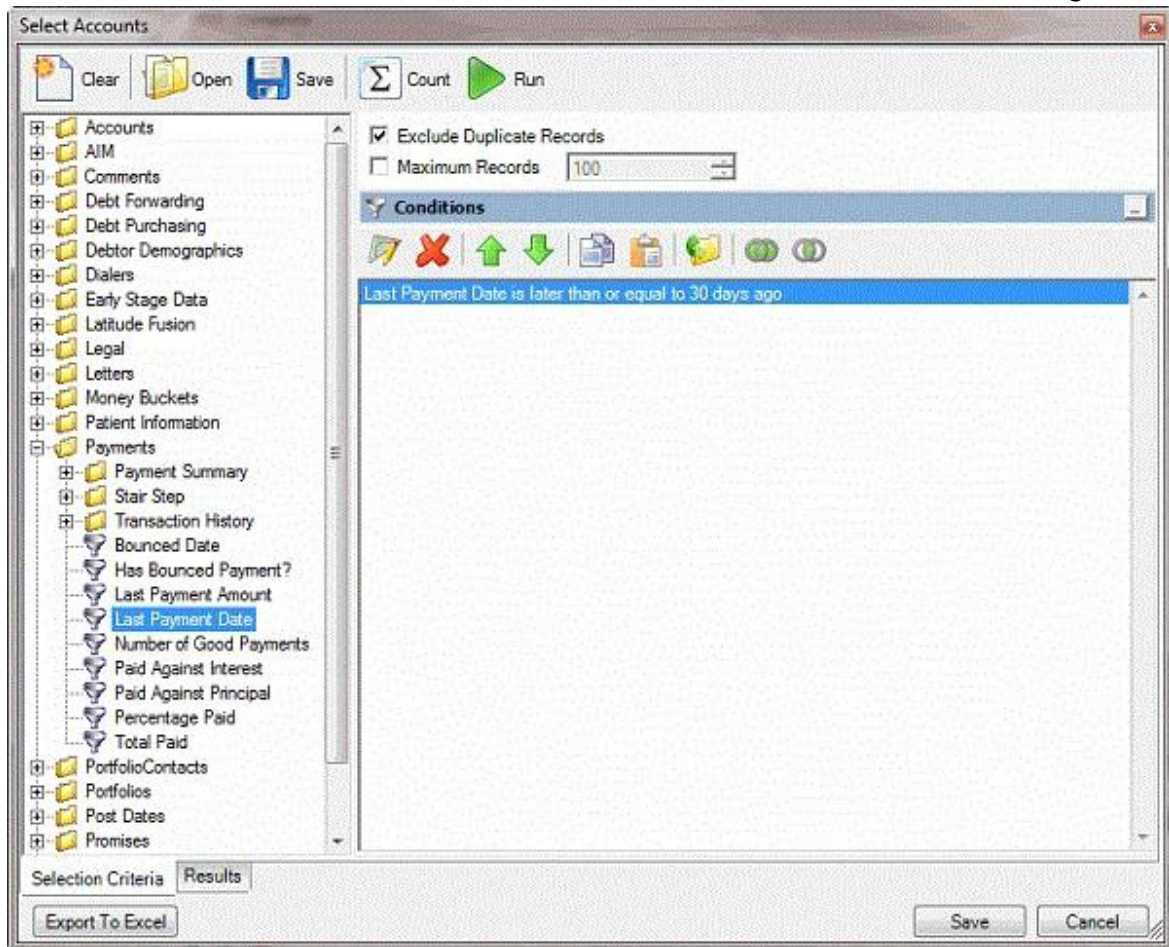 Select Accounts
Clear Open Save Count Run
Accounts
AIM
Comments
Debt Forwarding
Debt Purchasing
Debtor Demographics
Dialers
Early Stage Data
Latitude Fusion
Legal
Letters
Money Buckets
Patient Information
Payments
Payment Summary
Stair Step
Transaction History
Bounced Date
Has Bounced Payment?
Last Payment Amount
Last Payment Date
Number of Good Payments
Paid Against Interest
Paid Against Principal
Percentage Paid
Total Paid
PortfolioContacts
Portfolios
Post Dates
Promises
Exclude Duplicate Records
Maximum Records 100
Conditions
Last Payment Date is later than or equal to 30 days ago
Selection Criteria Results
Export To Excel Save Cancel